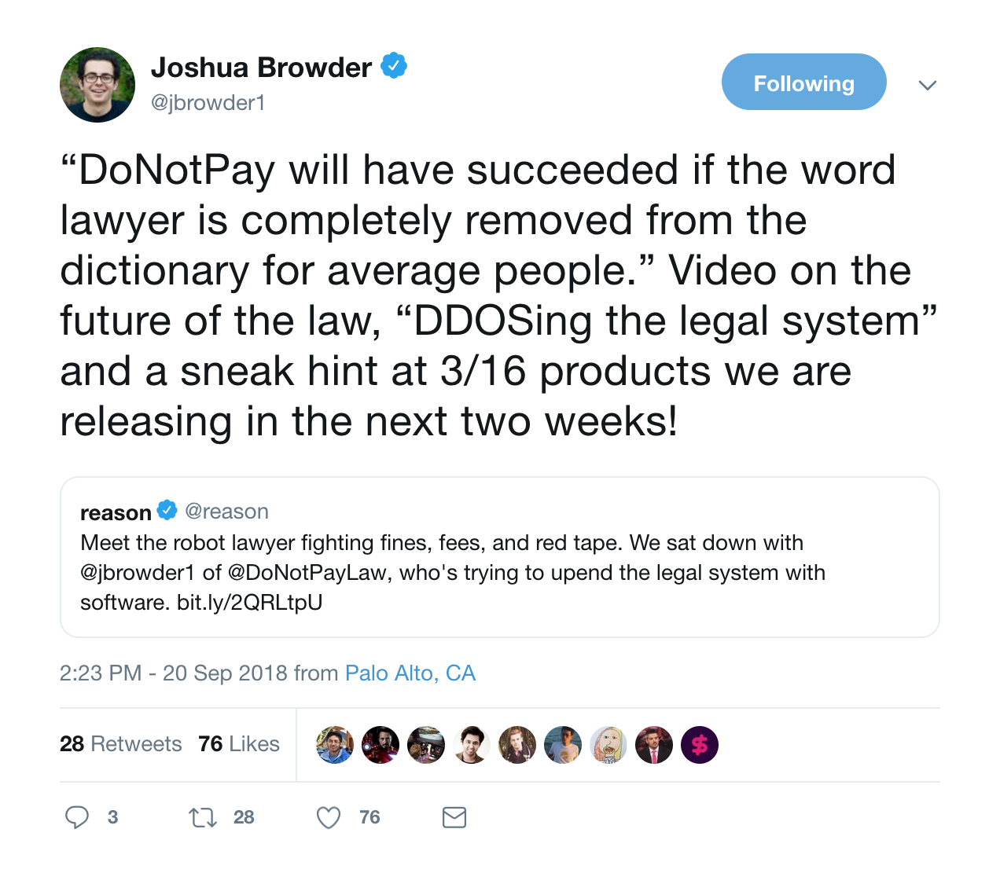 Joshua Browder
@jbrowder1
Following
“DoNotPay will have succeeded if the word
lawyer is completely removed from the
dictionary for average people.” Video on the
future of the law, “DDOSing the legal system”
and a sneak hint at 3/16 products we are
releasing in the next two weeks!
reason @reason
Meet the robot lawyer fighting fines, fees, and red tape. We sat down with
@jbrowder1 of @DoNotPayLaw, who's trying to upend the legal system with
software. bit.ly/2QRLtpU
2:23 PM - 20 Sep 2018 from Palo Alto, CA
28 Retweets 76 Likes
$
3 28 76